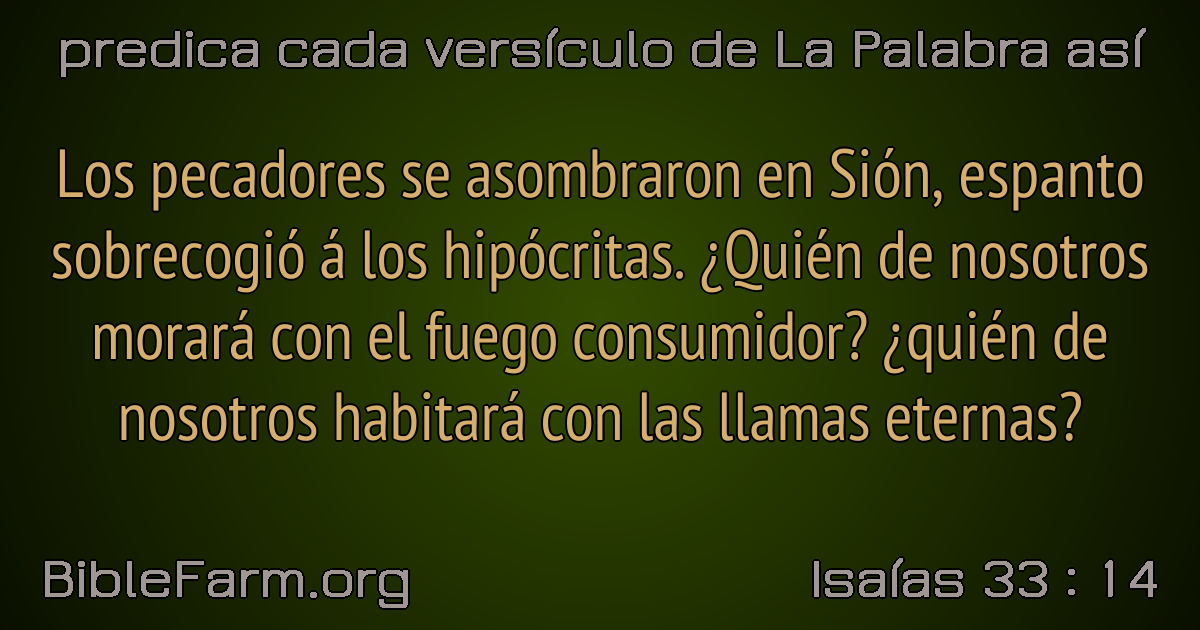 predica cada versículo de La Palabra así
Los pecadores se asombraron en Sión, espanto
sobrecogió á los hipócritas. ¿Quién de nosotros
morará con el fuego consumidor? ¿quién de
nosotros habitará con las llamas eternas?
BibleFarm.org
Isaías 33 : 14